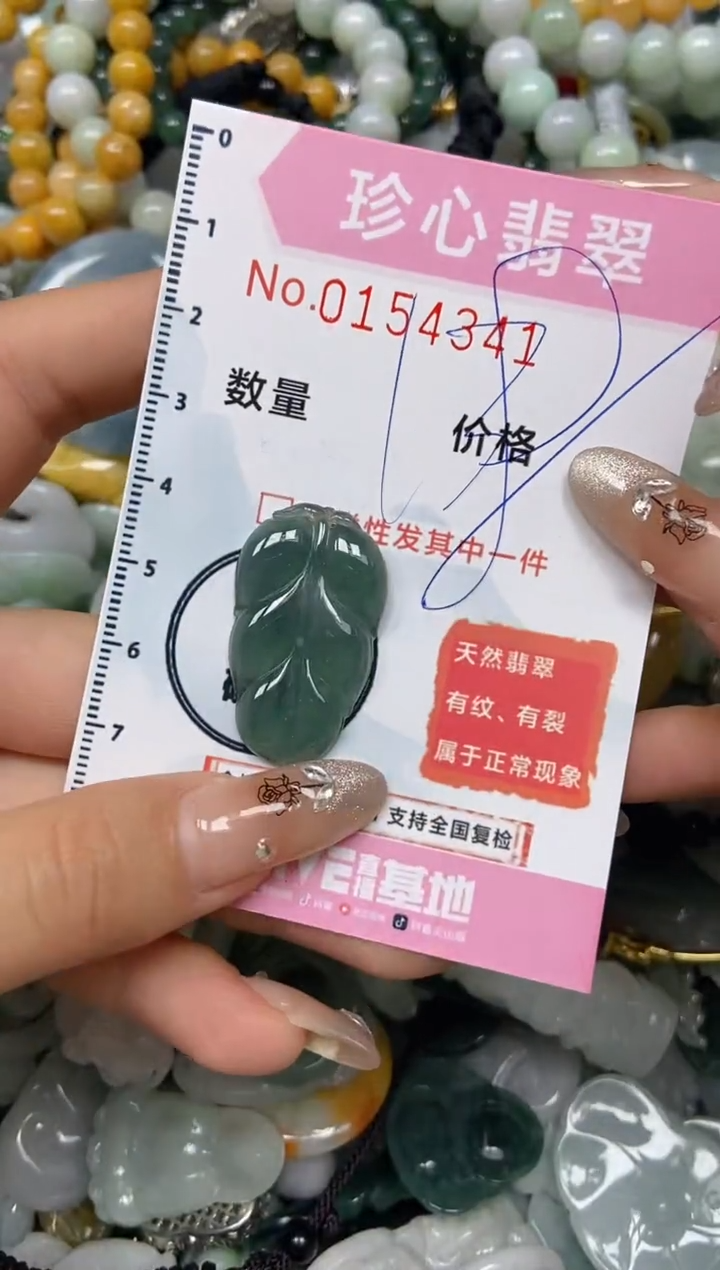 0
珍心翡翠
1
No.0154341
2
数量
3
价格
4
性发其中一件
5
天然翡翠
6
有纹、有裂
属于正常现象
7
支持全国复检
直播基地